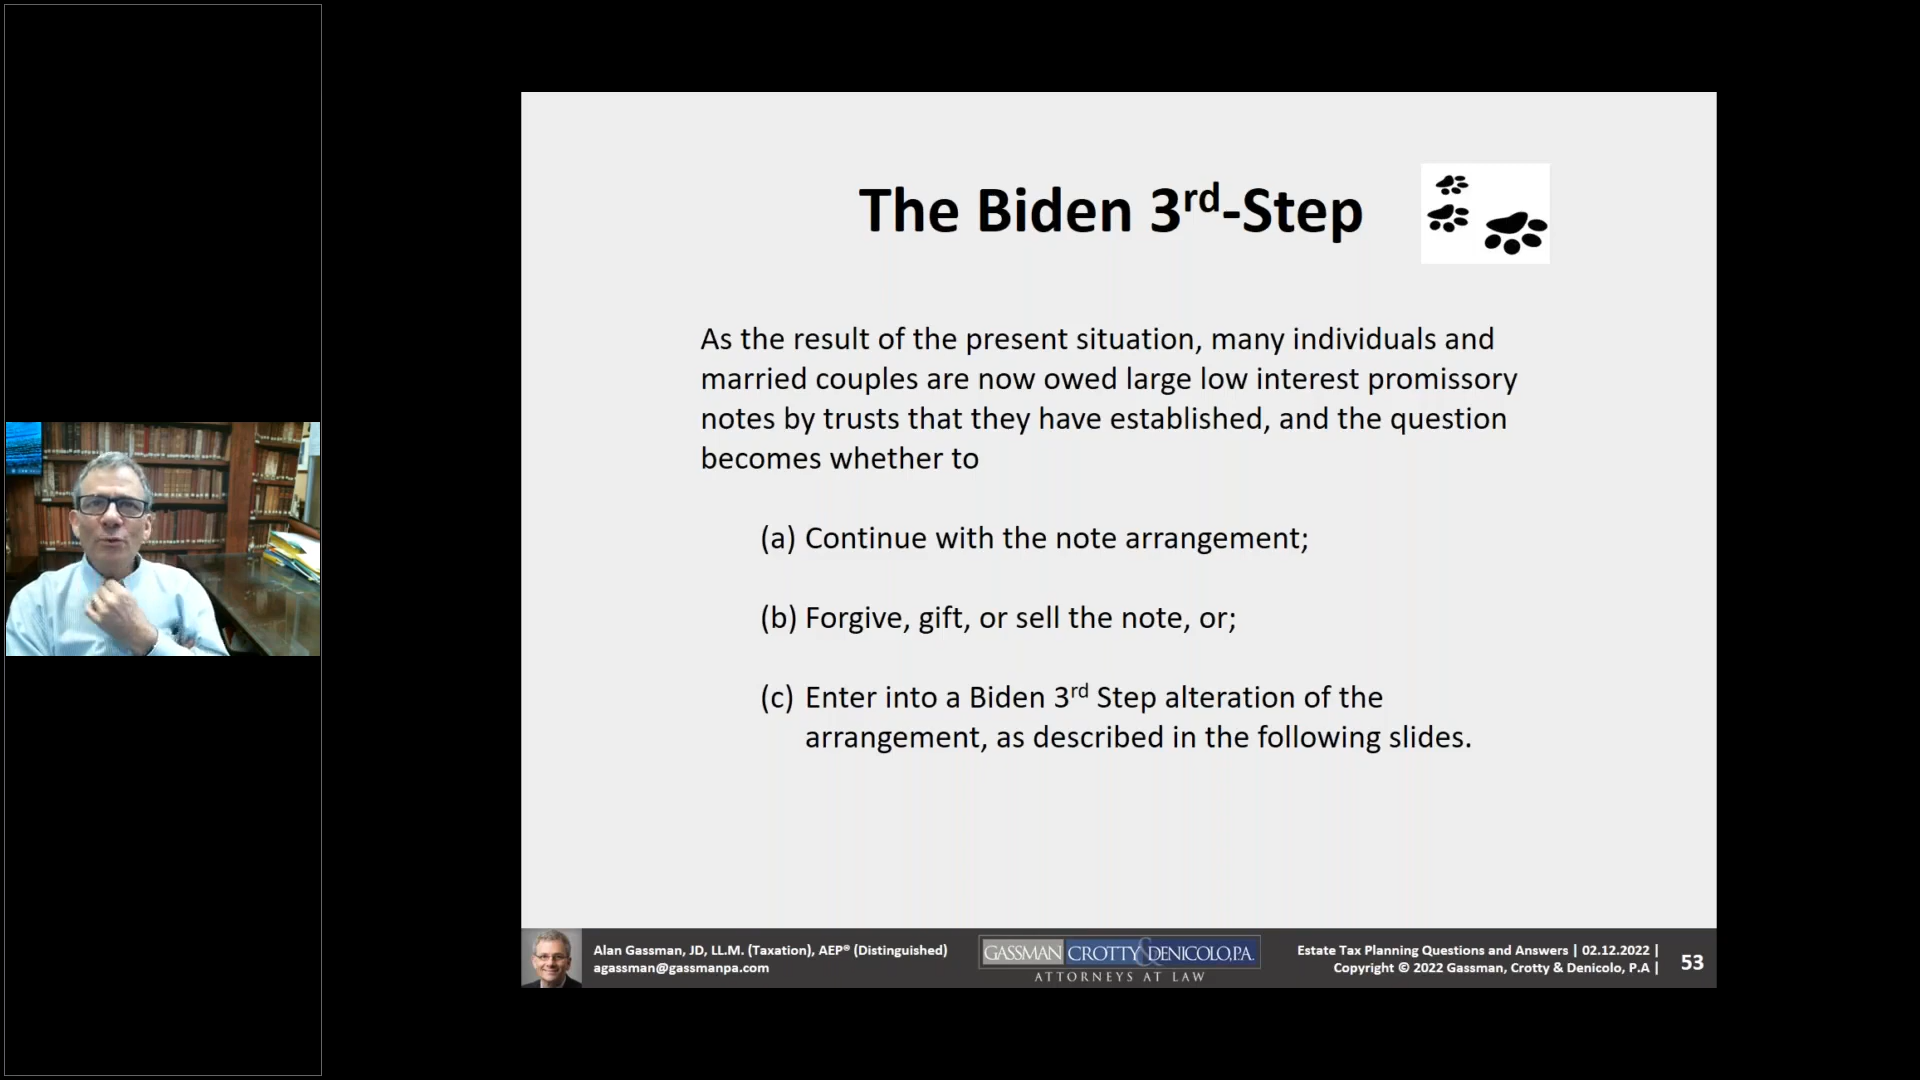 The Biden 3rd-Step
As the result of the present situation, many individuals and
married couples are now owed large low interest promissory
notes by trusts that they have established, and the question
becomes whether to
(a) Continue with the note arrangement;
(b) Forgive, gift, or sell the note, or;
(c) Enter into a Biden 3rd Step alteration of the
arrangement, as described in the following slides.
Alan Gassman, JD, LL.M. (Taxation), AEP® (Distinguished)
agassman@gassmanpa.com
GASSMAN CROTTY & DENICOLO, P.A.
ATTORNEYS AT LAW
Estate Tax Planning Questions and Answers | 02.12.2022 |
Copyright © 2022 Gassman, Crotty & Denicolo, P.A |
53